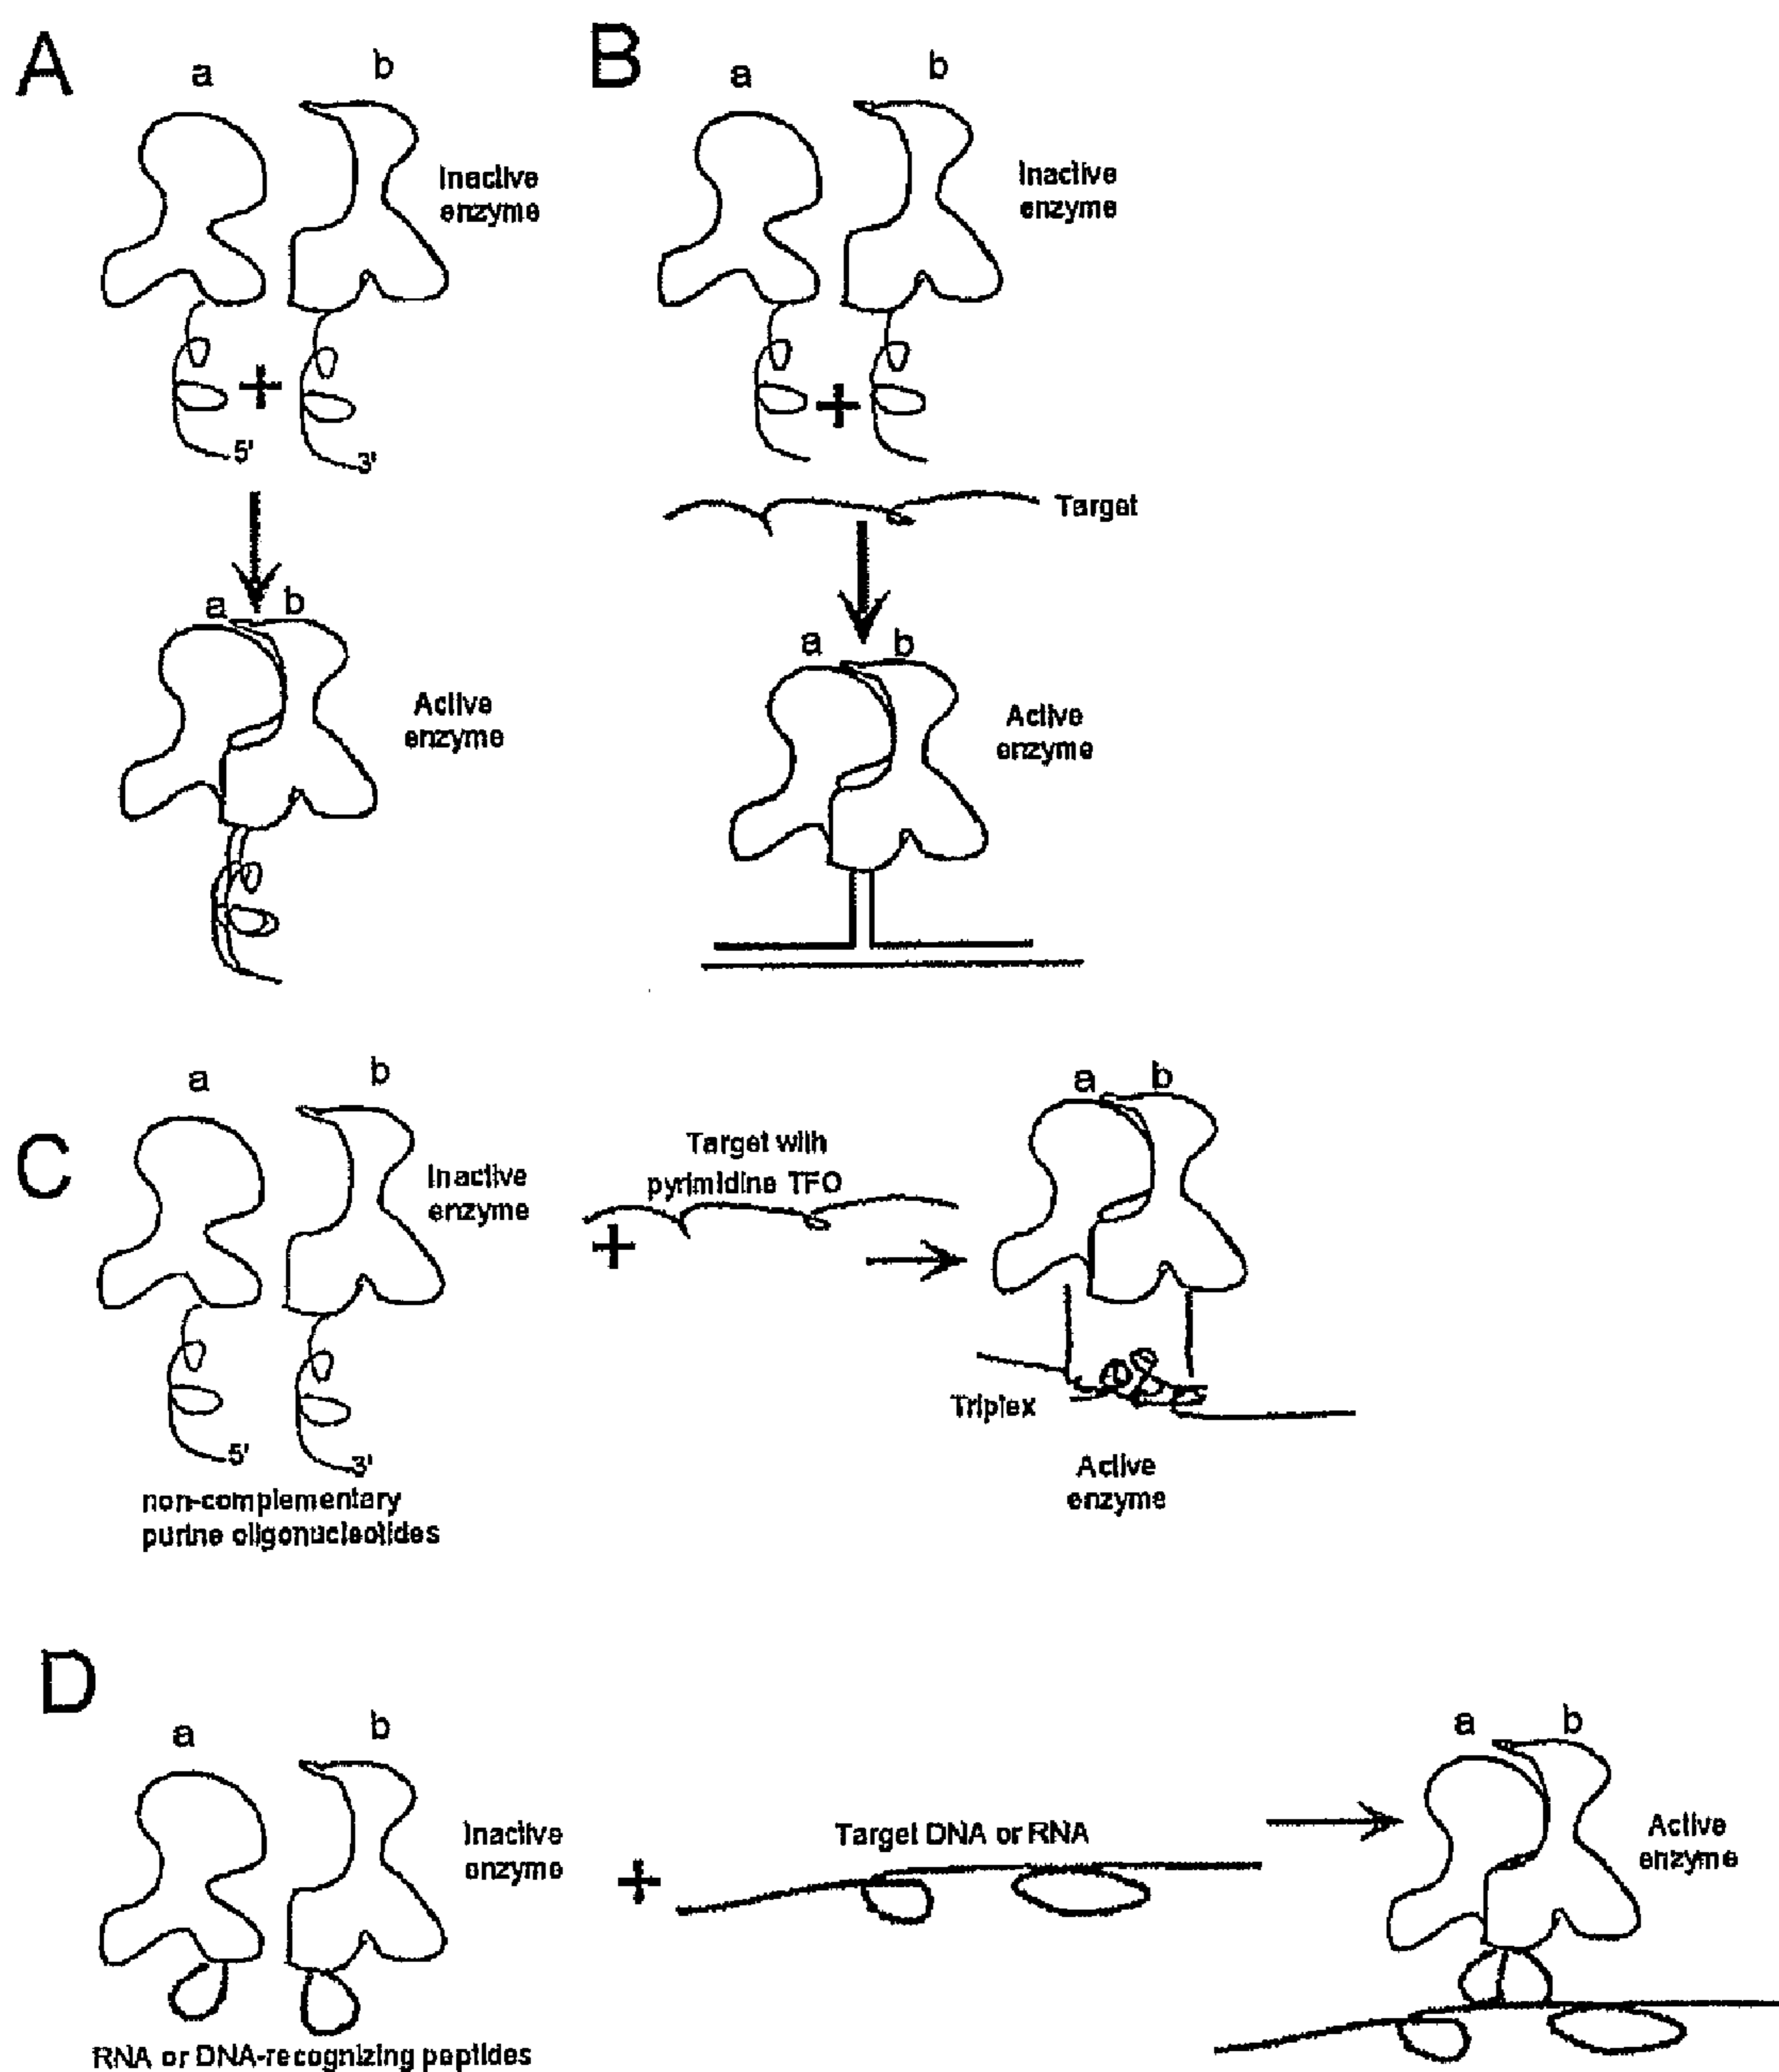 A
a
b
Inactive
enzyme
5'
3'
a
b
Active
enzyme
B
a
b
Inactive
enzyme
Target
a
b
Active
enzyme
C
a
b
Inactive
enzyme
5'
3'
non-complementary
purine oligonucleotides
Target with
pyrimidine TFO
a
b
Triplex
Active
enzyme
D
a
b
Inactive
enzyme
RNA or DNA-recognizing peptides
Target DNA or RNA
a
b
Active
enzyme